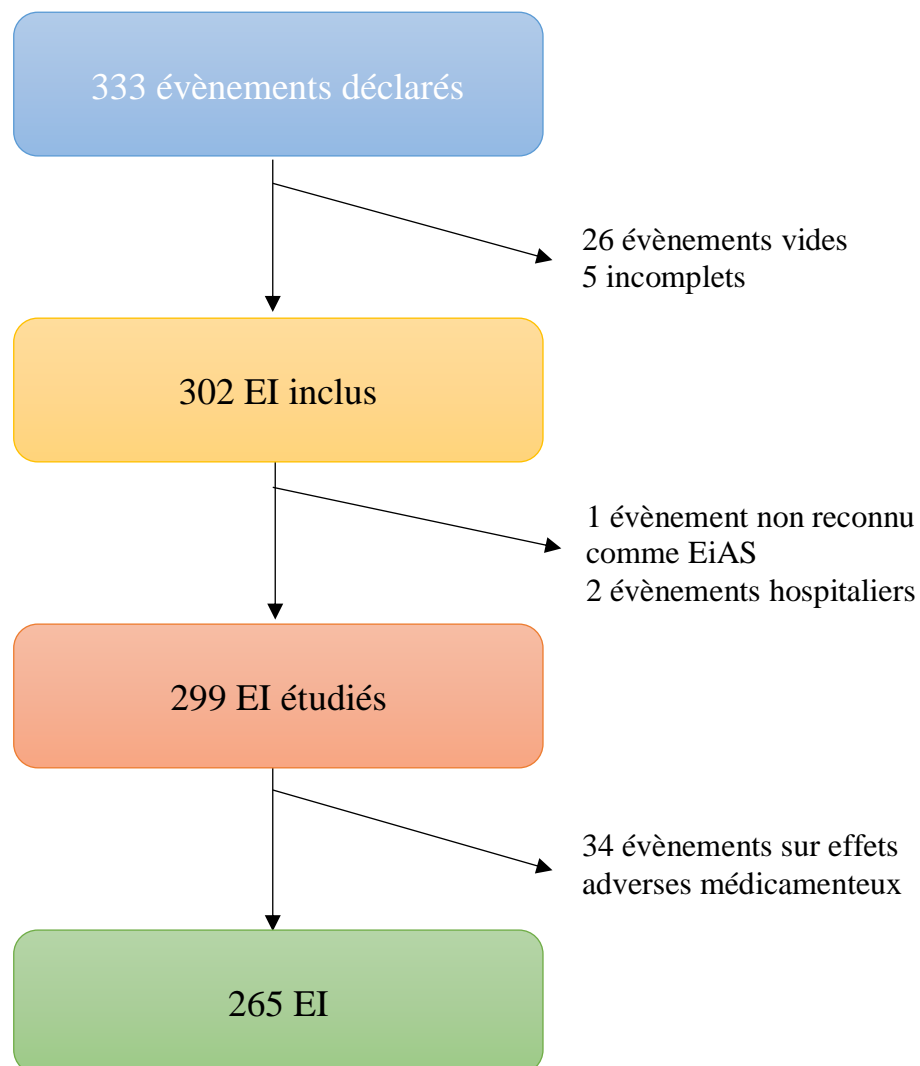 333 évènements déclarés
26 évènements vides
5 incomplets
302 EI inclus
1 évènement non reconnu
comme EiAS
2 évènements hospitaliers
299 EI étudiés
34 évènements sur effets
adverses médicamenteux
265 EI